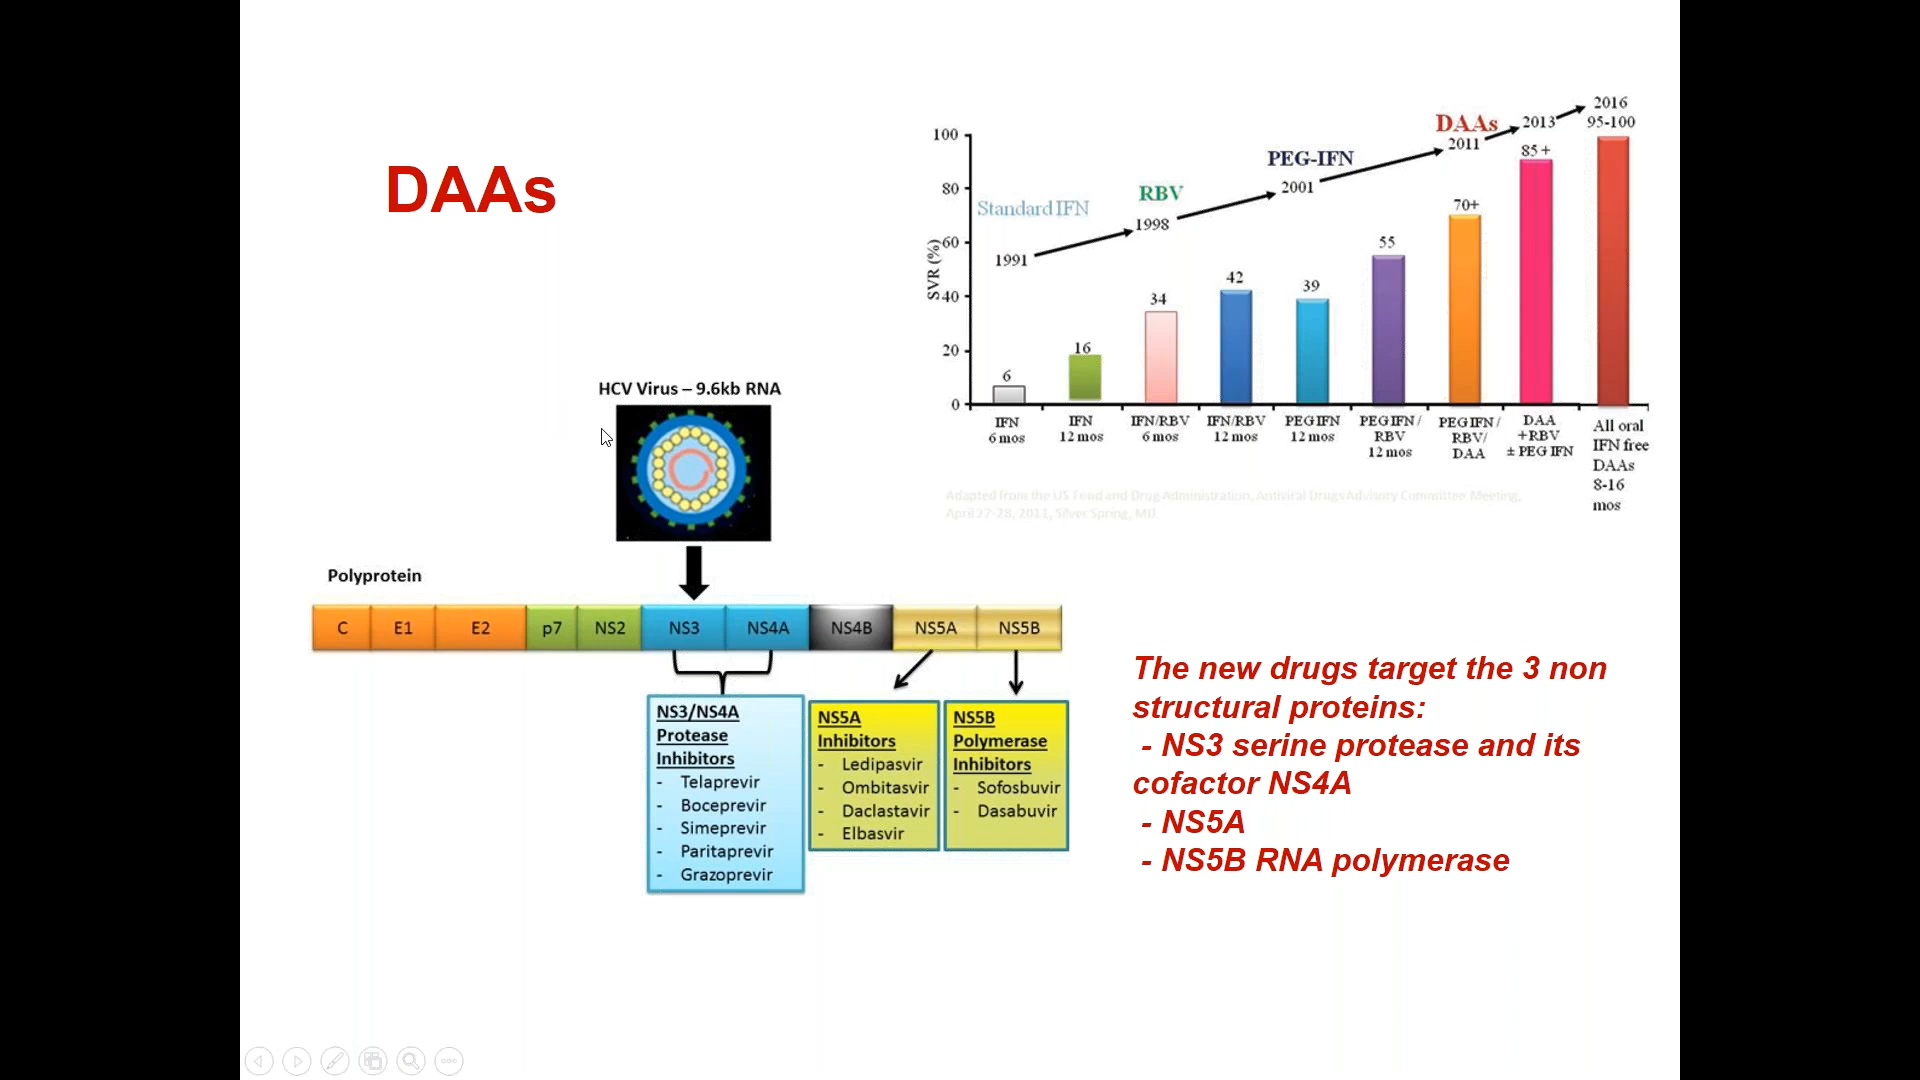 DAAs
2016
95-100
DAAs
2013
2011
85 +
PEG-IFN
2001
70+
RBV
1998
Standard IFN
1991
SVR (%)
100
80
60
40
20
0
6
16
34
42
39
55
IFN
6 mos
IFN
12 mos
IFN/RBV
6 mos
IFN/RBV
12 mos
PEG IFN
12 mos
PEG IFN /
RBV
12 mos
PEG IFN /
RBV/
DAA
DAA
+RBV
± PEG IFN
All oral
IFN free
DAAs
8-16
mos
Adapted from the US Food and Drug Administration, Antiviral Drugs Advisory Committee Meeting,
April 27-28, 2011, Silver Spring, MD.
HCV Virus – 9.6kb RNA
Polyprotein
C E1 E2 p7 NS2 NS3 NS4A NS4B NS5A NS5B
NS3/NS4A
Protease
Inhibitors
- Telaprevir
- Boceprevir
- Simeprevir
- Paritaprevir
- Grazoprevir
NS5A
Inhibitors
- Ledipasvir
- Ombitasvir
- Daclastavir
- Elbasvir
NS5B
Polymerase
Inhibitors
- Sofosbuvir
- Dasabuvir
The new drugs target the 3 non
structural proteins:
- NS3 serine protease and its
cofactor NS4A
- NS5A
- NS5B RNA polymerase